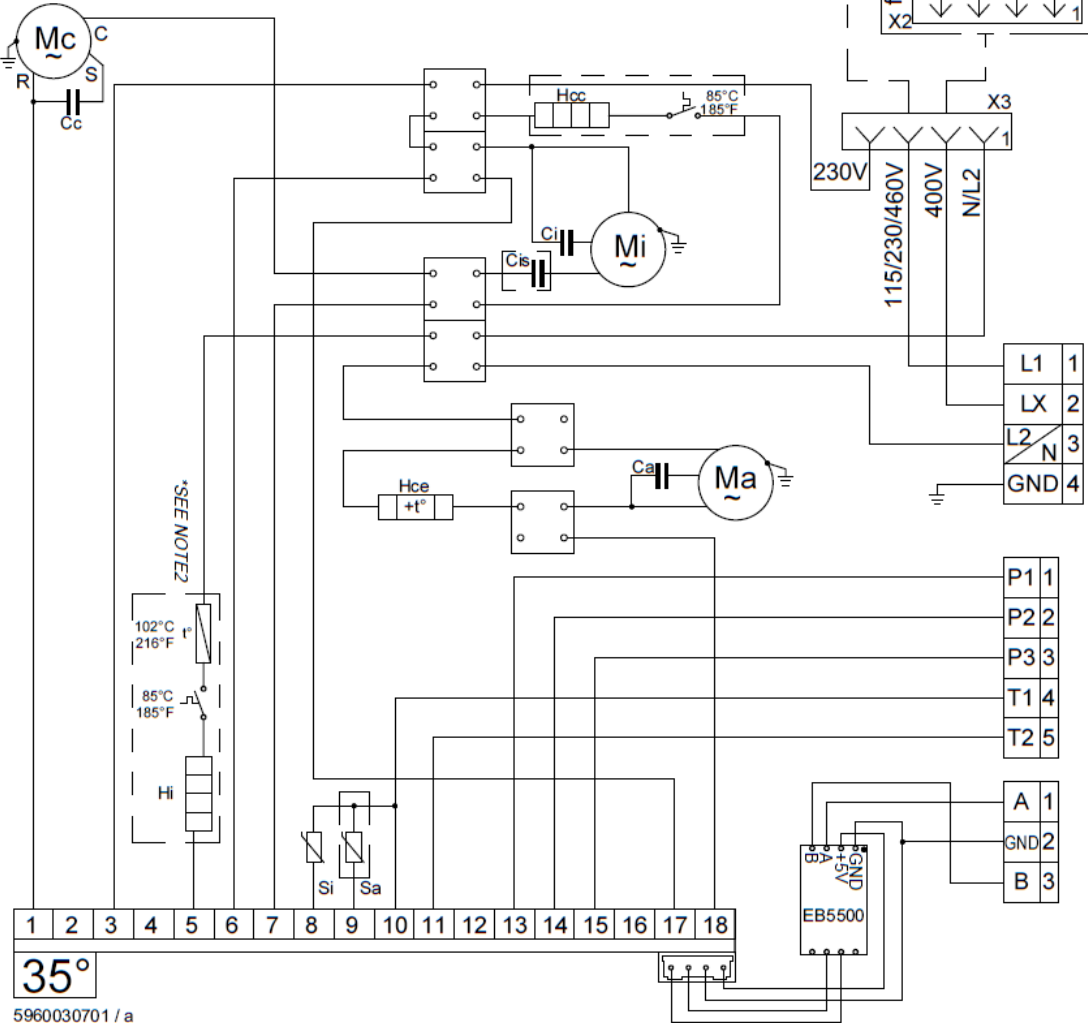 Mc
~
C
R
S
Cc
X2
1
Hcc
85°C
185°F
X3
1
230V
115/230/460V
400V
N/L2
Ci
Mi
~
Cis
L1 1
LX 2
L2/N 3
GND 4
Ca
Ma
~
Hce
+t°
*SEE NOTE2
102°C
216°F
t°
85°C
185°F
Hi
P1 1
P2 2
P3 3
T1 4
T2 5
Si
Sa
A 1
GND 2
B 3
B A +5V GND
EB5500
1 2 3 4 5 6 7 8 9 10 11 12 13 14 15 16 17 18
35°
5960030701 / a